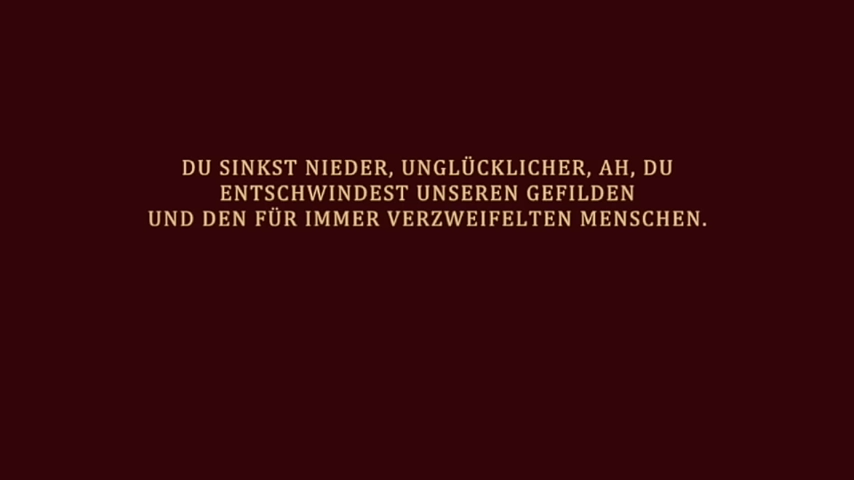 DU SINKST NIEDER, UNGLÜCKLICHER, AH, DU
ENTSCHWINDEST UNSEREN GEFILDEN
UND DEN FÜR IMMER VERZWEIFELTEN MENSCHEN.